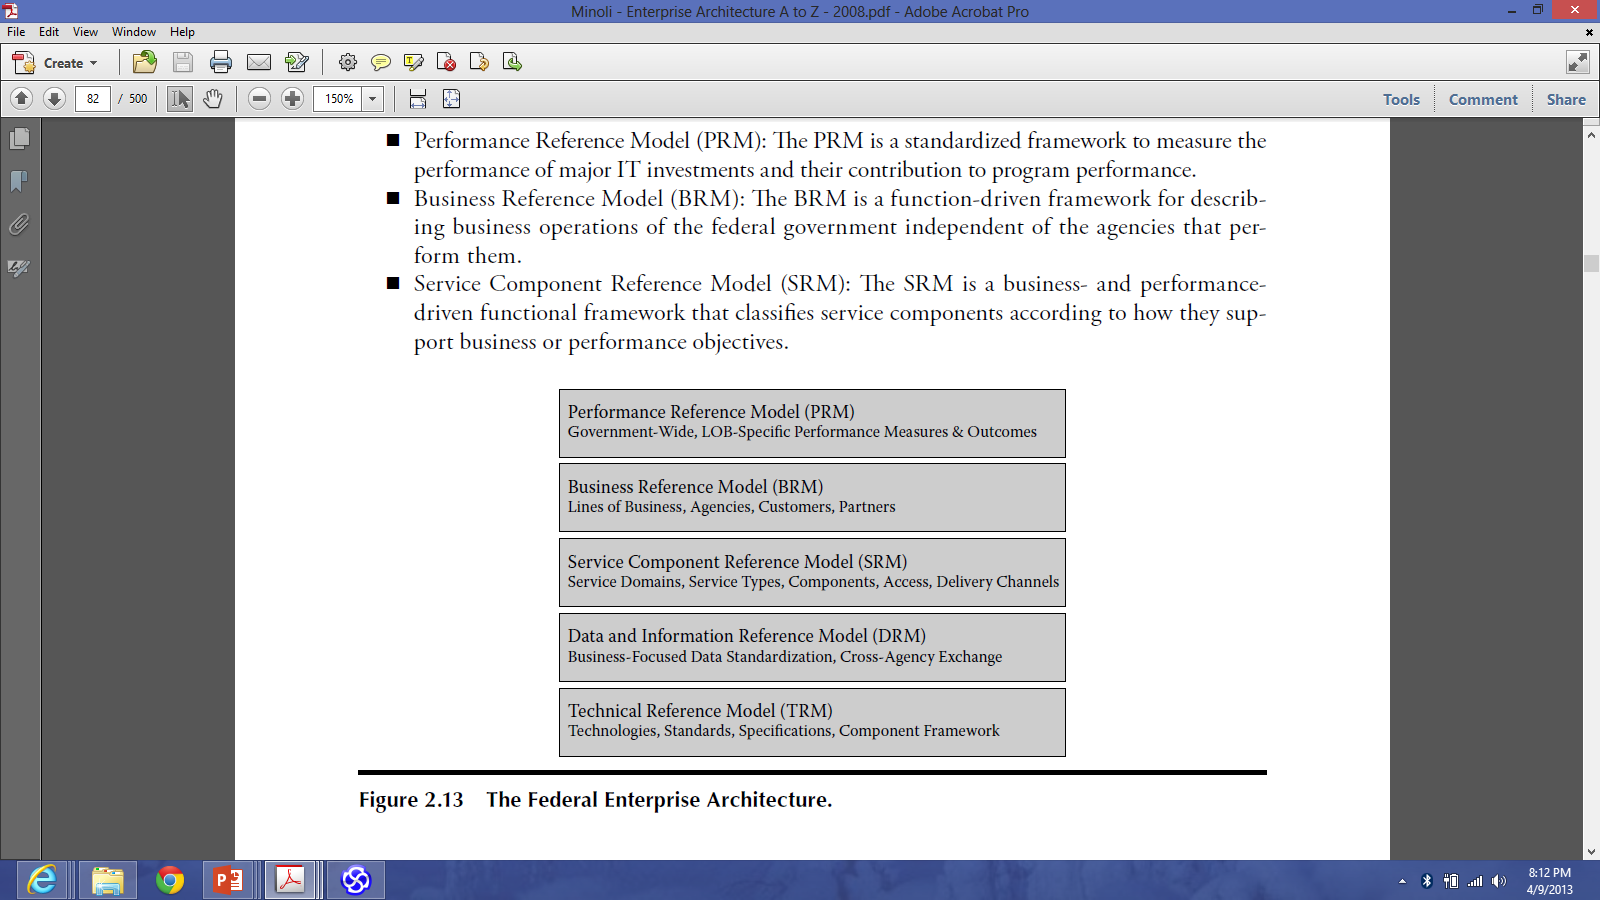 Minoli - Enterprise Architecture A to Z - 2008.pdf - Adobe Acrobat Pro
File Edit View Window Help
Create
82 / 500 150% Tools Comment Share
■ Performance Reference Model (PRM): The PRM is a standardized framework to measure the
performance of major IT investments and their contribution to program performance.
■ Business Reference Model (BRM): The BRM is a function-driven framework for describ-
ing business operations of the federal government independent of the agencies that per-
form them.
■ Service Component Reference Model (SRM): The SRM is a business- and performance-
driven functional framework that classifies service components according to how they sup-
port business or performance objectives.
Performance Reference Model (PRM)
Government-Wide, LOB-Specific Performance Measures & Outcomes
Business Reference Model (BRM)
Lines of Business, Agencies, Customers, Partners
Service Component Reference Model (SRM)
Service Domains, Service Types, Components, Access, Delivery Channels
Data and Information Reference Model (DRM)
Business-Focused Data Standardization, Cross-Agency Exchange
Technical Reference Model (TRM)
Technologies, Standards, Specifications, Component Framework
Figure 2.13 The Federal Enterprise Architecture.
8:12 PM
4/9/2013